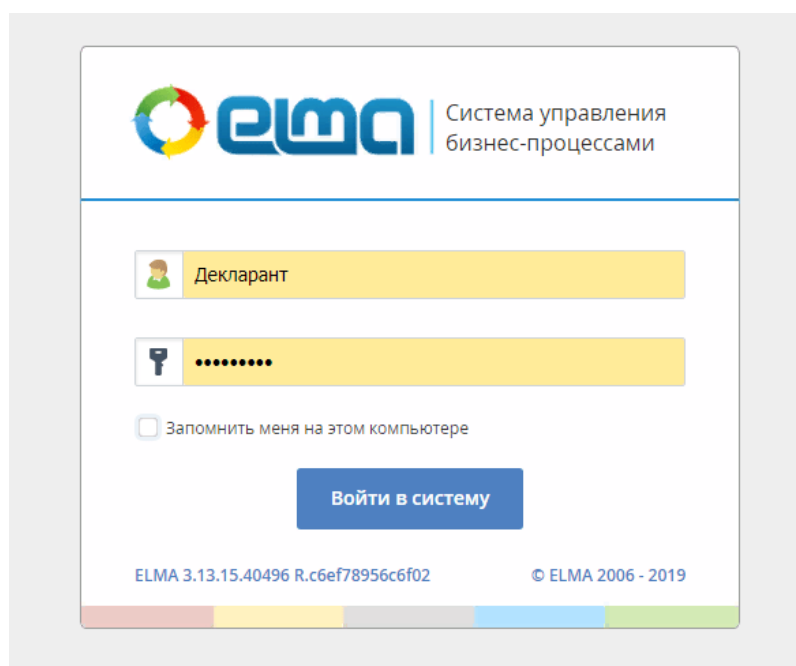 elma
Система управления
бизнес-процессами
Декларант
•••••••••
Запомнить меня на этом компьютере
Войти в систему
ELMA 3.13.15.40496 R.c6ef78956c6f02 © ELMA 2006 - 2019